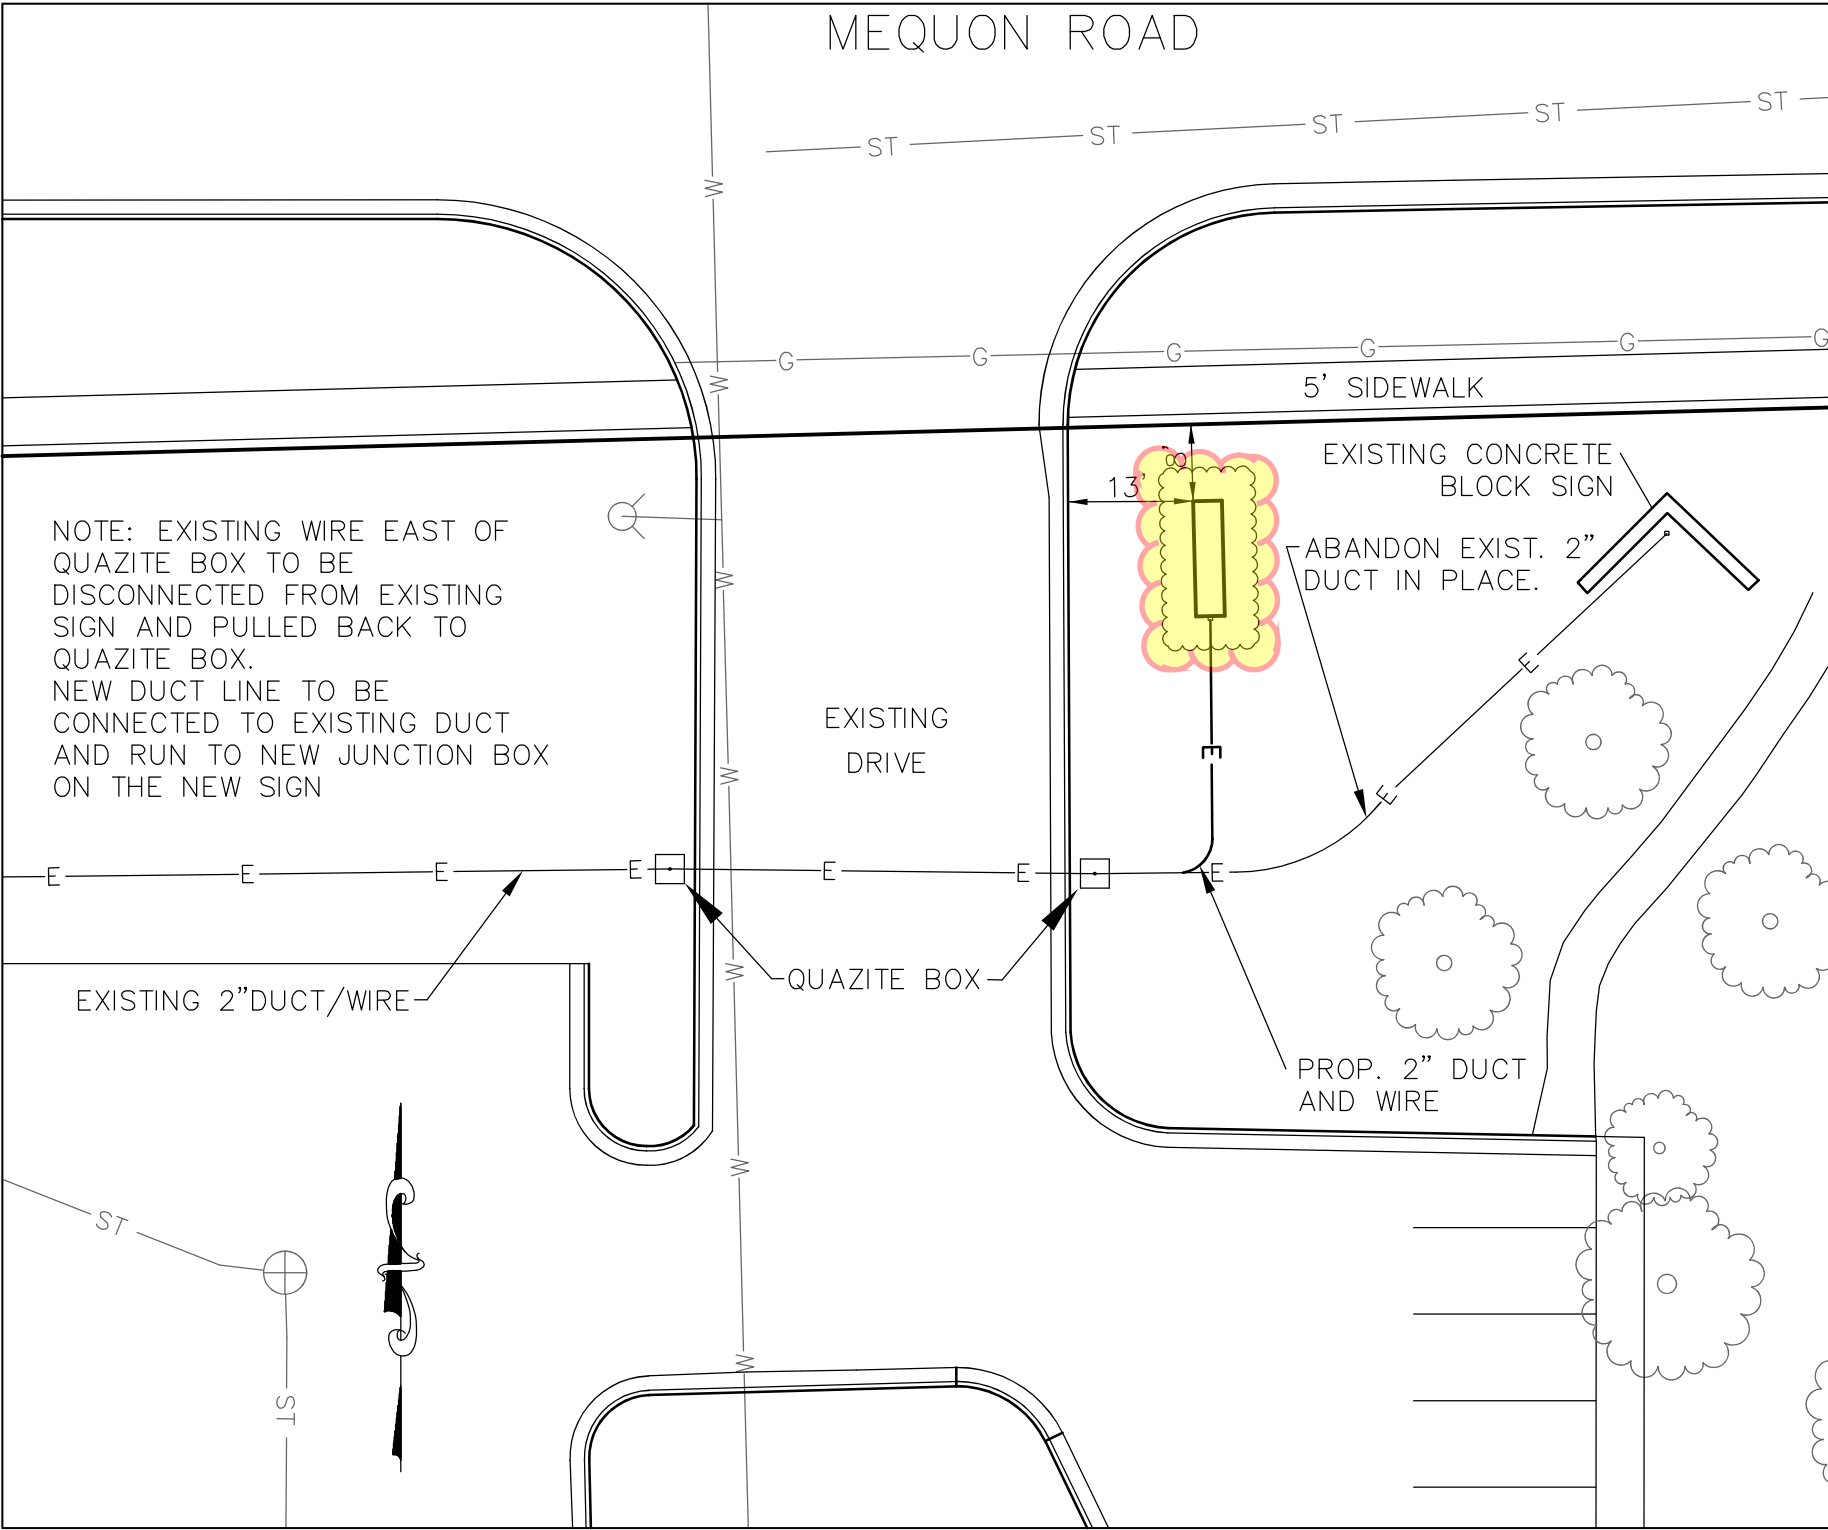 MEQUON ROAD
ST ST ST ST ST
W
G G G G G
W
5' SIDEWALK
8'
13'
EXISTING CONCRETE
BLOCK SIGN
NOTE: EXISTING WIRE EAST OF
QUAZITE BOX TO BE
DISCONNECTED FROM EXISTING
SIGN AND PULLED BACK TO
QUAZITE BOX.
NEW DUCT LINE TO BE
CONNECTED TO EXISTING DUCT
AND RUN TO NEW JUNCTION BOX
ON THE NEW SIGN
W
ABANDON EXIST. 2"
DUCT IN PLACE.
E
EXISTING
DRIVE
W
E
E
E E E E E E E
W
QUAZITE BOX
EXISTING 2"DUCT/WIRE
PROP. 2" DUCT
AND WIRE
W
ST
W
ST